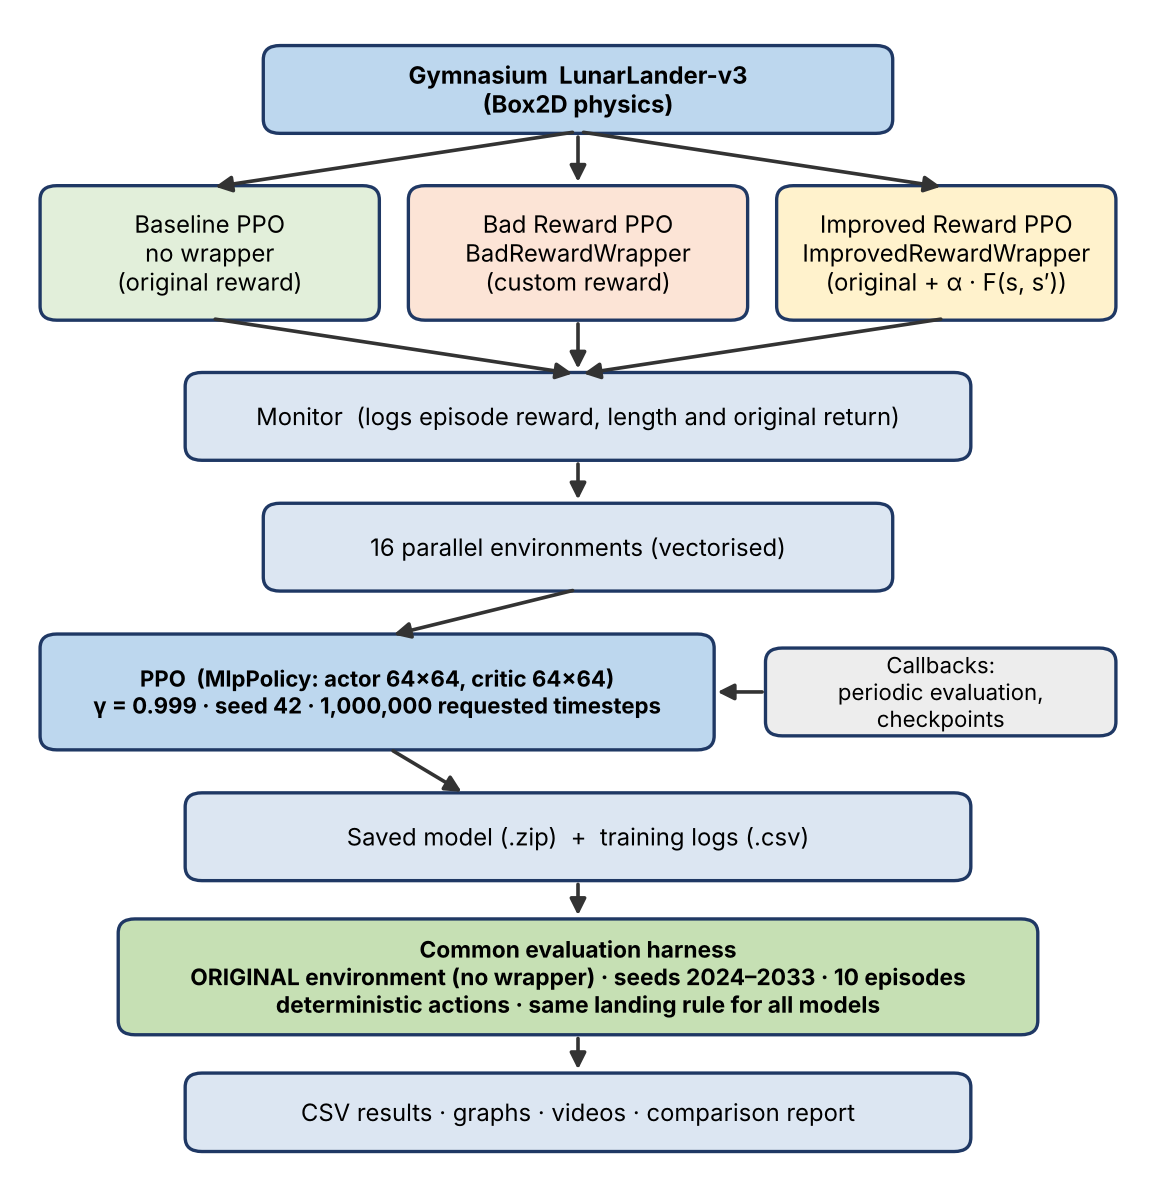 Gymnasium  LunarLander-v3
(Box2D physics)
Baseline PPO
no wrapper
(original reward)
Bad Reward PPO
BadRewardWrapper
(custom reward)
Improved Reward PPO
ImprovedRewardWrapper
(original + α · F(s, s′))
Monitor  (logs episode reward, length and original return)
16 parallel environments (vectorised)
PPO  (MlpPolicy: actor 64×64, critic 64×64)
γ = 0.999 · seed 42 · 1,000,000 requested timesteps
Callbacks:
periodic evaluation,
checkpoints
Saved model (.zip)  +  training logs (.csv)
Common evaluation harness
ORIGINAL environment (no wrapper) · seeds 2024–2033 · 10 episodes
deterministic actions · same landing rule for all models
CSV results · graphs · videos · comparison report